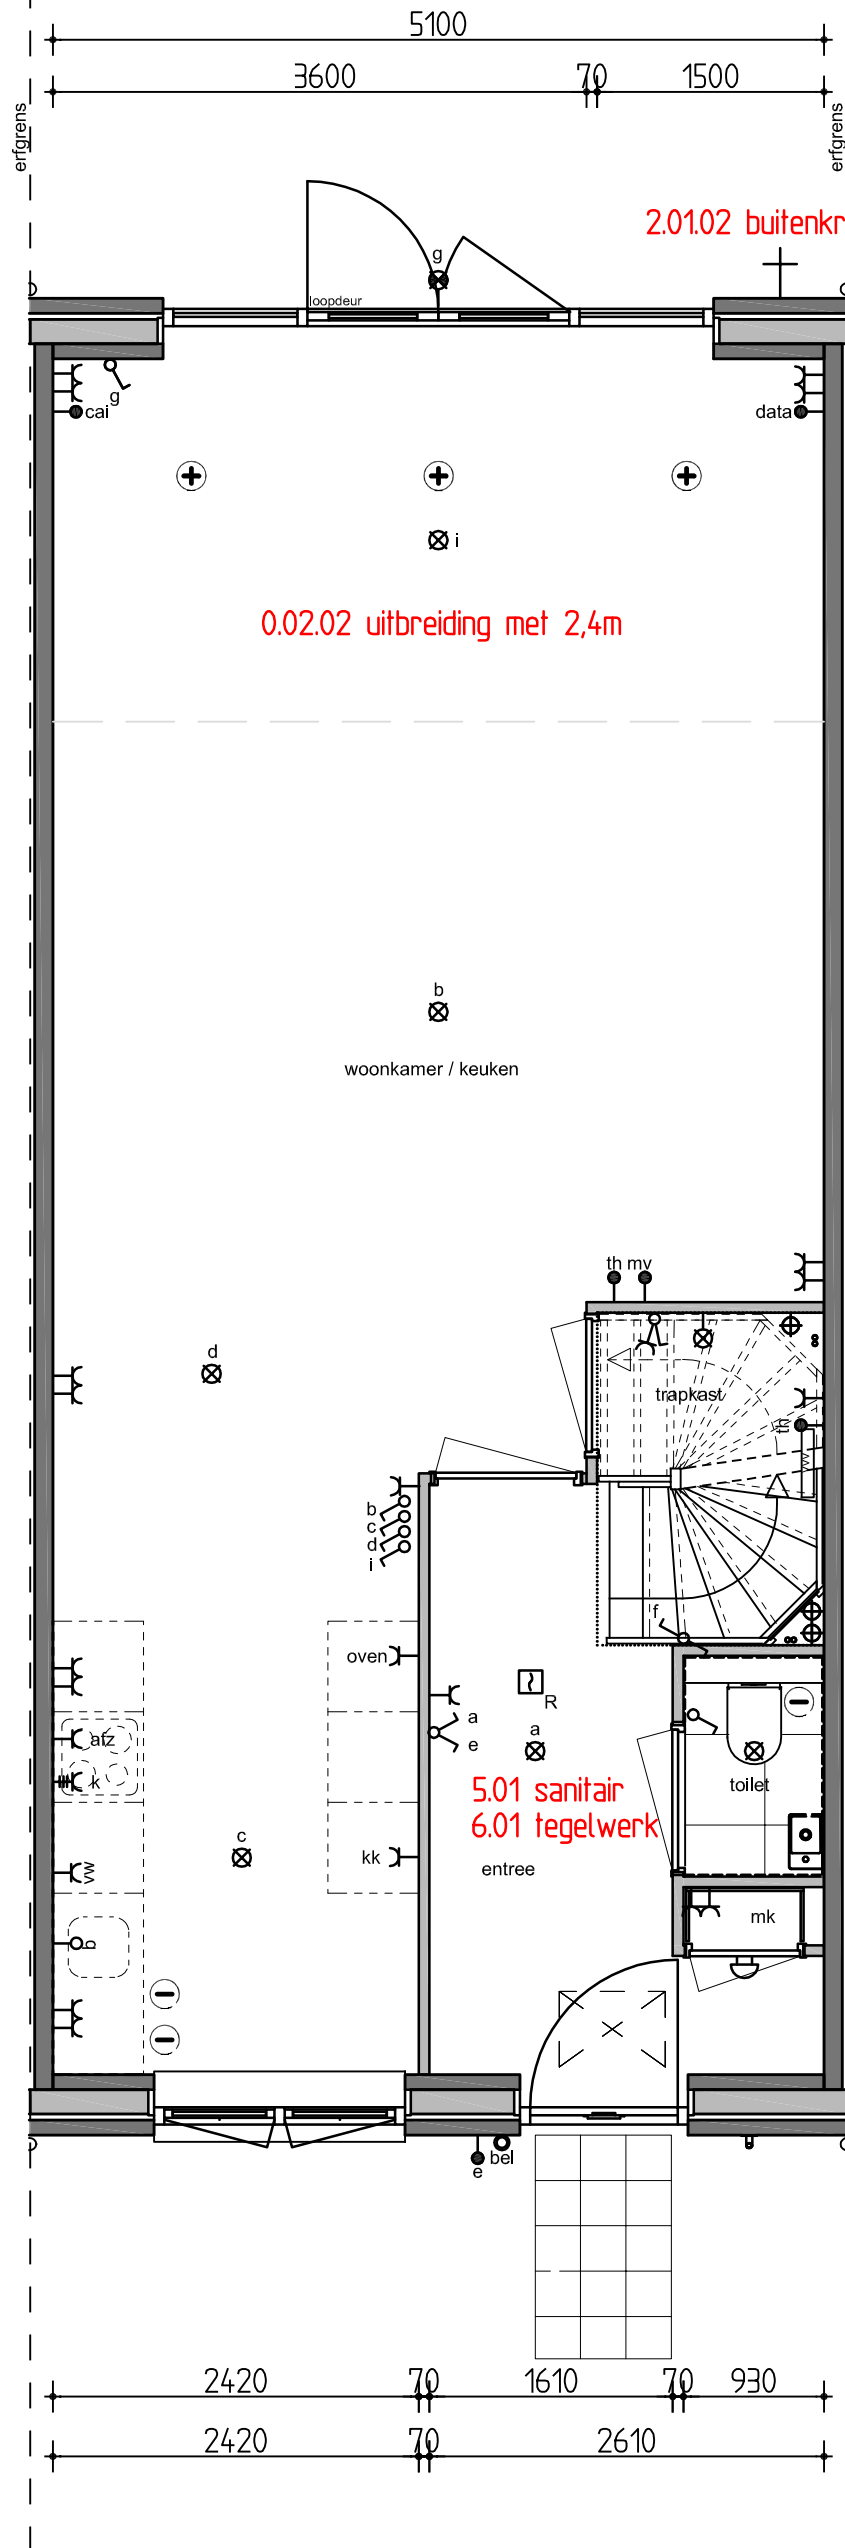 5100
3600 70 1500
erfgrens erfgrens
2.01.02 buitenkr
g
loopdeur
g
cai data
i
0.02.02 uitbreiding met 2,4m
b
woonkamer / keuken
th mv
d
trapkast
th
vv
b
c
d
i
f
oven
R
a
e
a
afz
k
toilet
5.01 sanitair
6.01 tegelwerk
c
kk
vw
entree
mk
b
bel
e
2420 70 1610 70 930
2420 70 2610